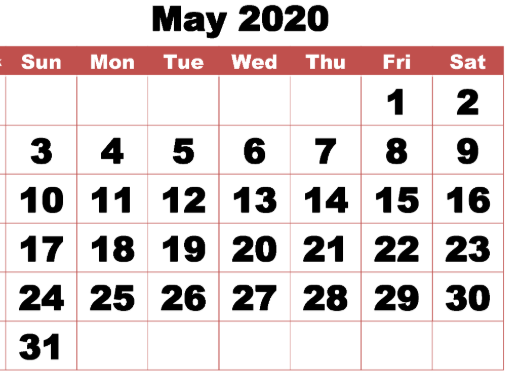 May 2020
Sun Mon Tue Wed Thu Fri Sat
1 2
3 4 5 6 7 8 9
10 11 12 13 14 15 16
17 18 19 20 21 22 23
24 25 26 27 28 29 30
31